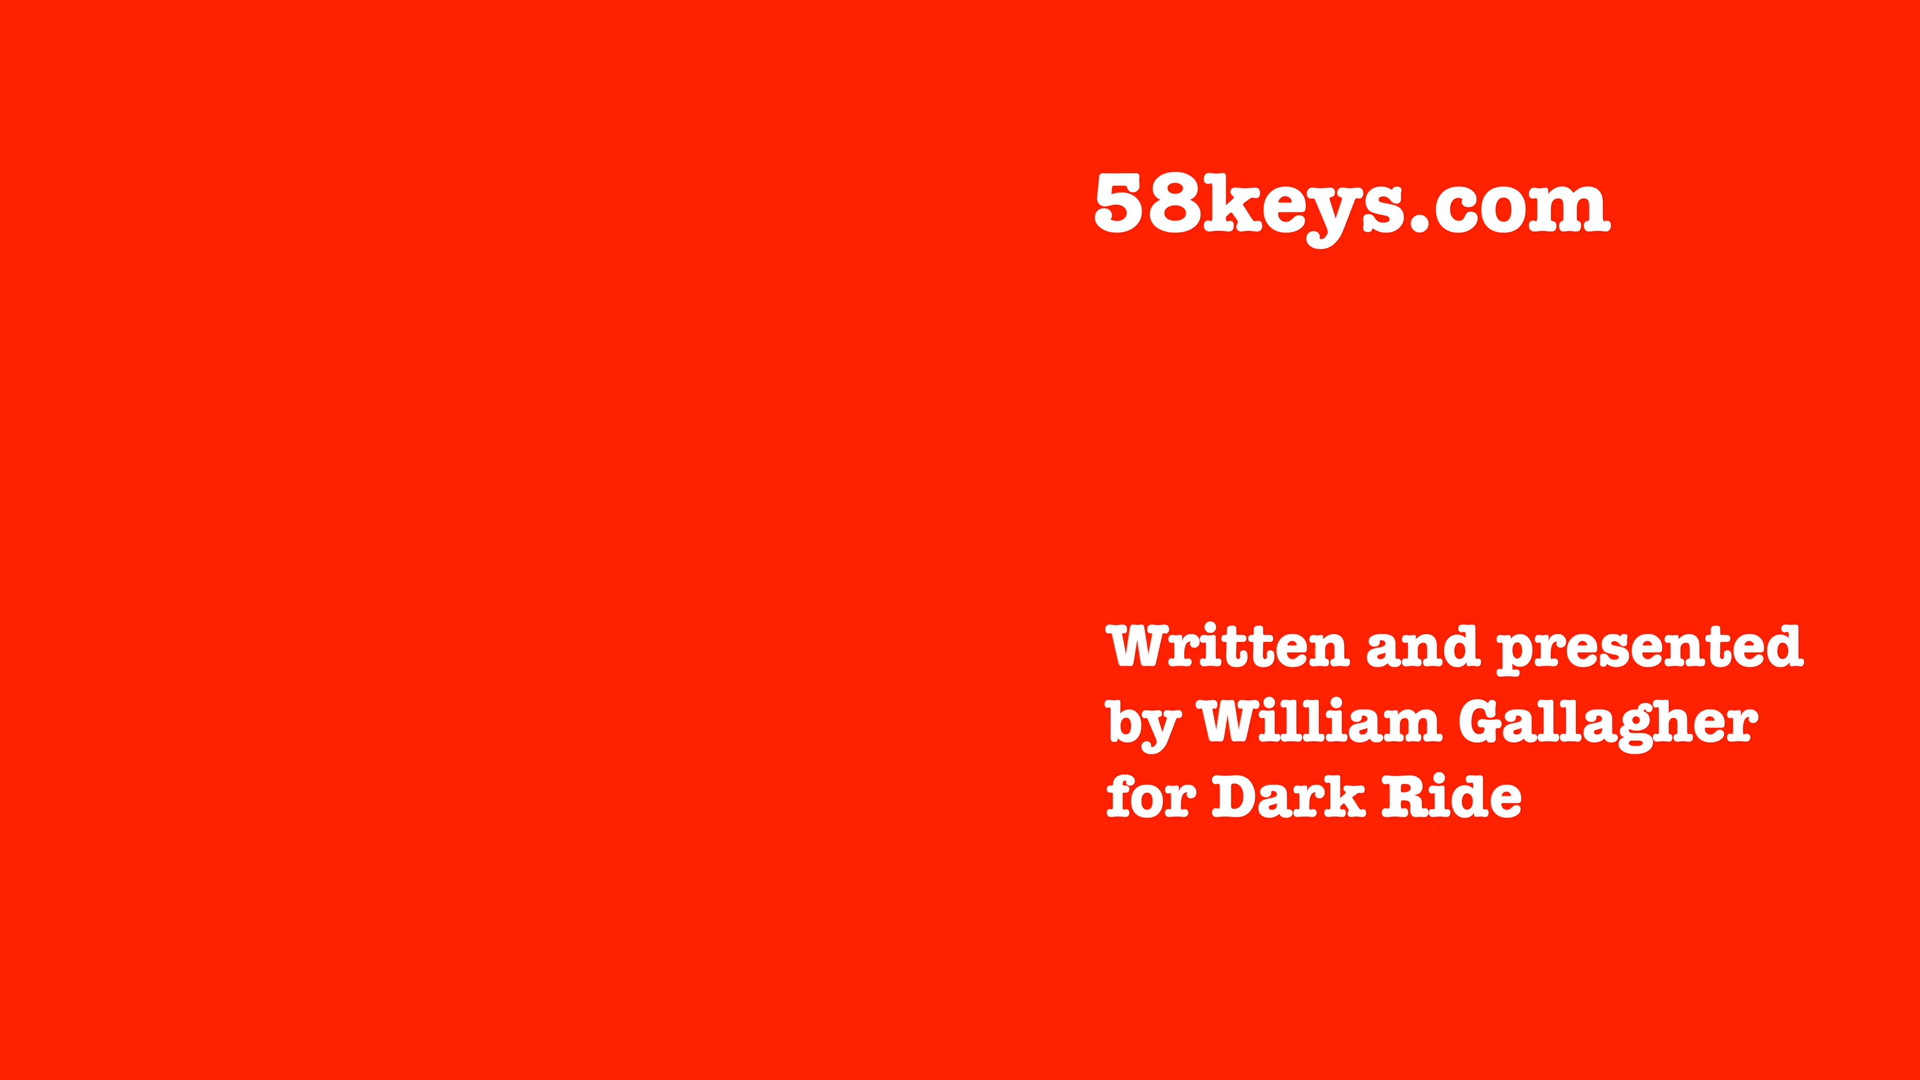 58keys.com
Written and presented
by William Gallagher
for Dark Ride